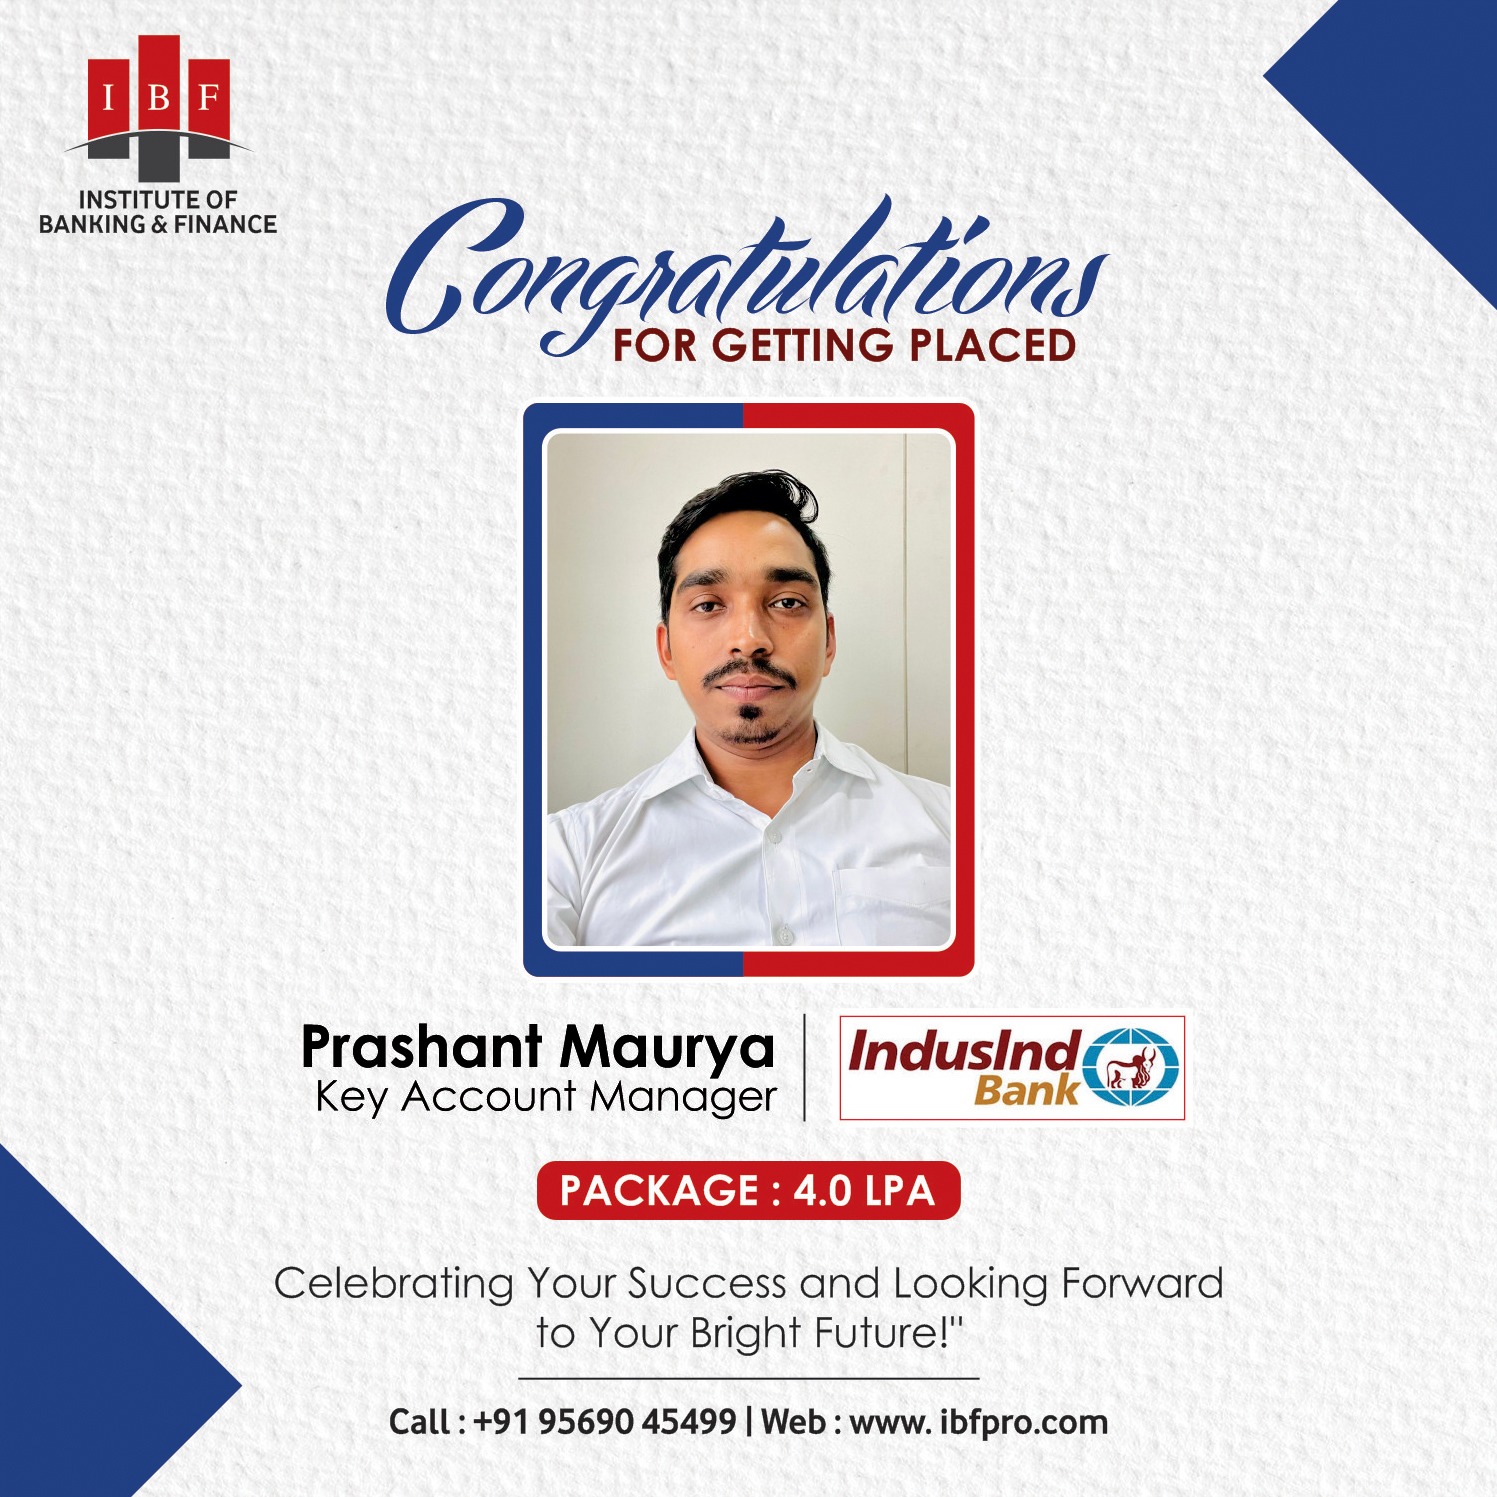 I B F
INSTITUTE OF
BANKING & FINANCE
Congratulations
FOR GETTING PLACED
Prashant Maurya
Key Account Manager
IndusInd
Bank
PACKAGE : 4.0 LPA
Celebrating Your Success and Looking Forward
to Your Bright Future!"
Call : +91 95690 45499 | Web : www. ibfpro.com